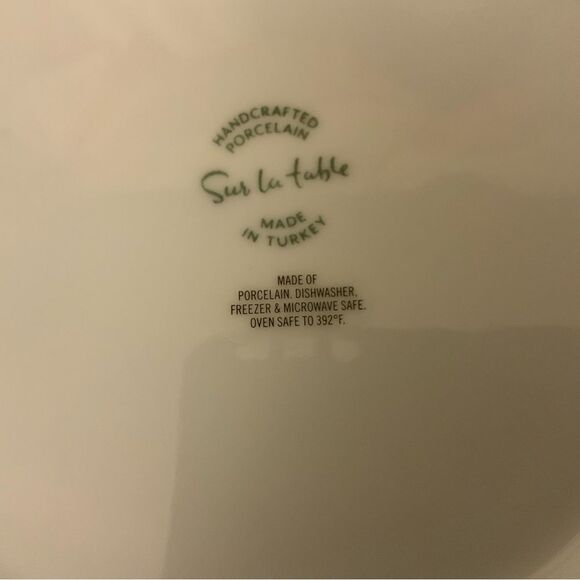 HANDCRAFTED
PORCELAIN
Sur la table
MADE
IN TURKEY
MADE OF
PORCELAIN. DISHWASHER,
FREEZER & MICROWAVE SAFE.
OVEN SAFE TO 392°F.